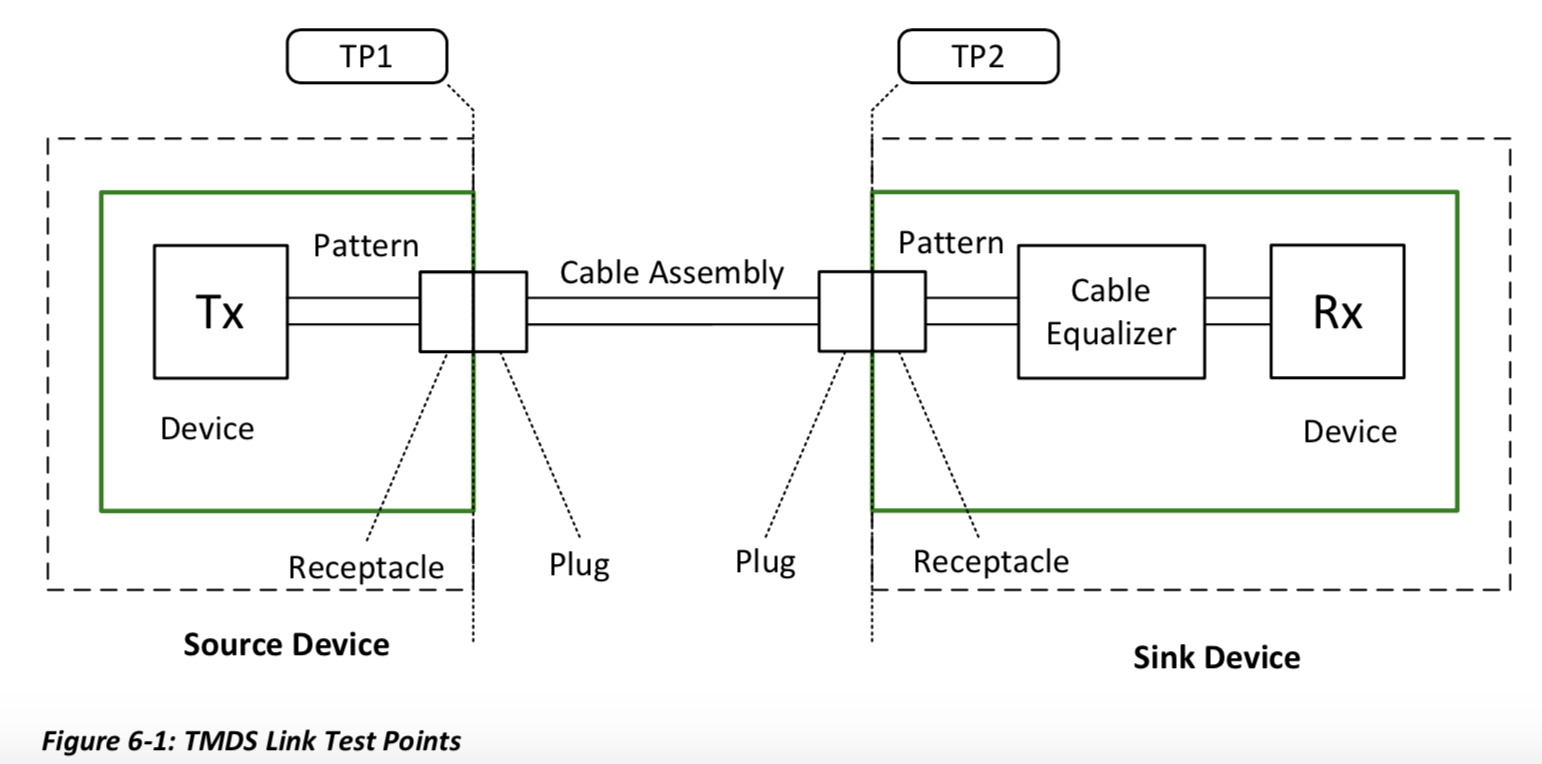 TP1
TP2
Pattern
Pattern
Cable Assembly
Tx
Cable
Equalizer
Rx
Device
Device
Receptacle
Plug
Plug
Receptacle
Source Device
Sink Device
Figure 6-1: TMDS Link Test Points